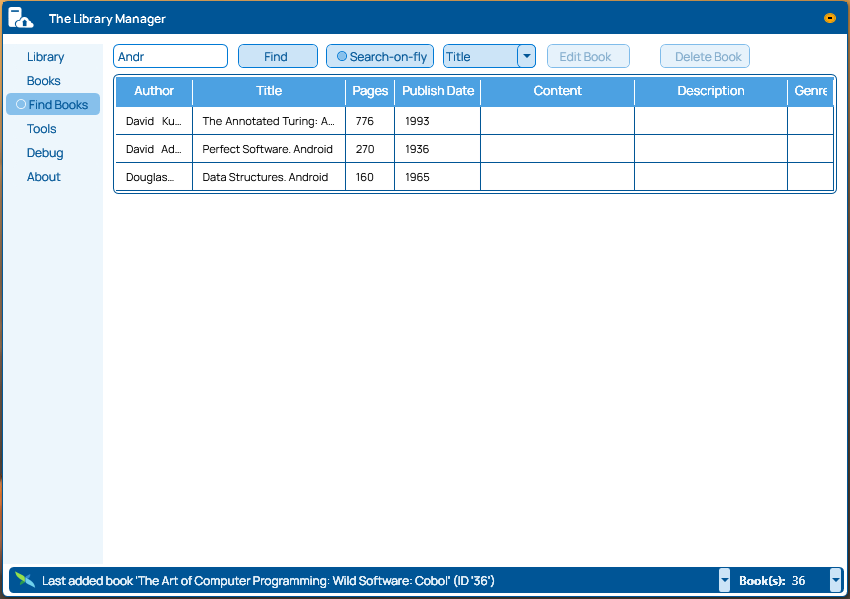 The Library Manager
Library
Books
Find Books
Tools
Debug
About
Andr Find Search-on-fly Title Edit Book Delete Book
Author Title Pages Publish Date Content Description Genre
David Ku... The Annotated Turing: A... 776 1993
David Ad... Perfect Software. Android 270 1936
Douglas... Data Structures. Android 160 1965
Last added book 'The Art of Computer Programming: Wild Software: Cobol' (ID '36') Book(s): 36